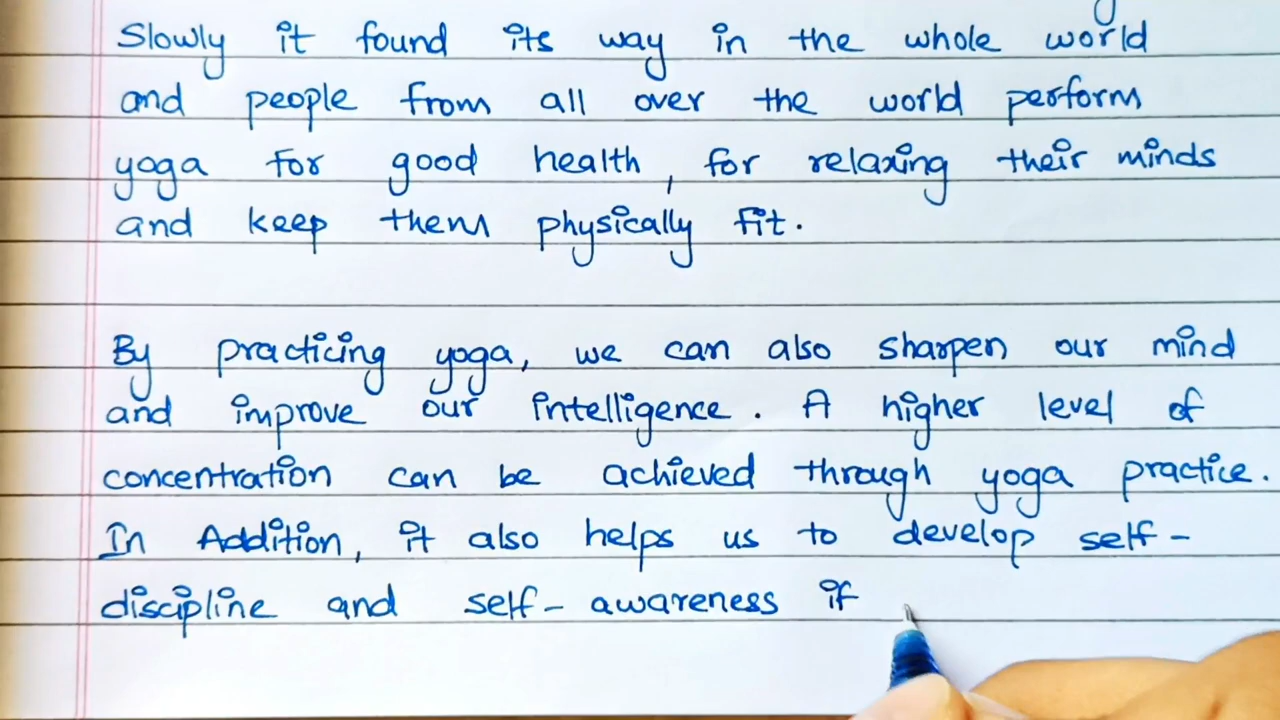 Slowly it found its way in the whole world
and people from all over the world perform
yoga for good health, for relaxing their minds
and keep them physically fit.
By practicing yoga, we can also sharpen our mind
and improve our intelligence. A higher level of
concentration can be achieved through yoga practice.
In Addition, it also helps us to develop self-
discipline and self- awareness if